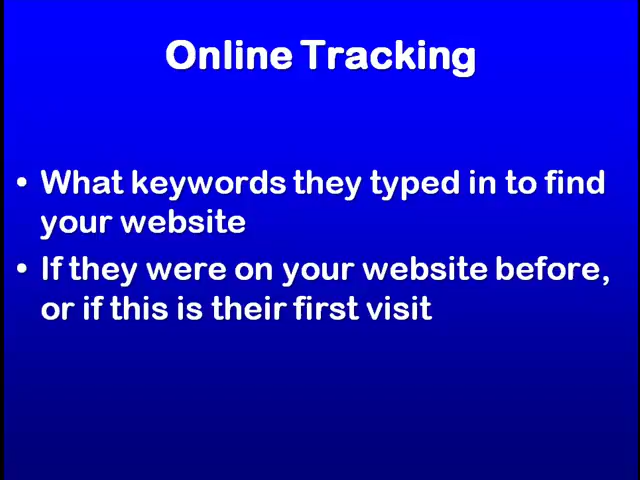 Online Tracking
• What keywords they typed in to find
your website
• If they were on your website before,
or if this is their first visit